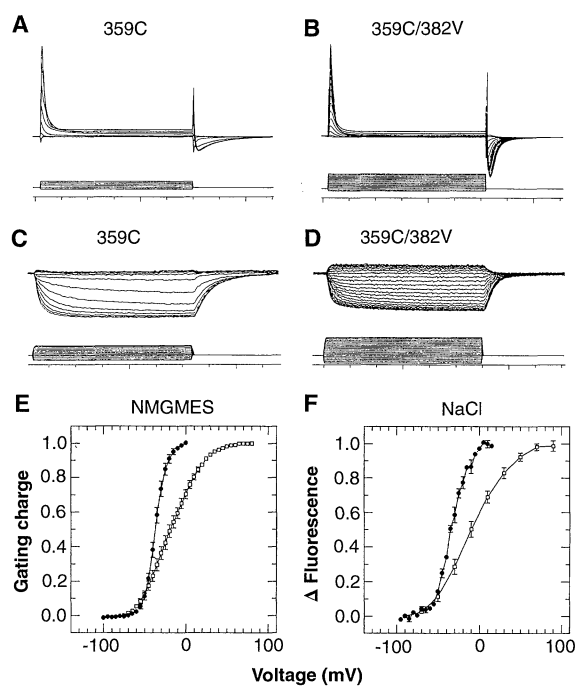 A
359C
B
359C/382V
C
359C
D
359C/382V
E
NMGMES
F
NaCl
Gating charge
1.0
0.8
0.6
0.4
0.2
0.0
-100
0
100
Δ Fluorescence
1.0
0.8
0.6
0.4
0.2
0.0
-100
0
100
Voltage (mV)